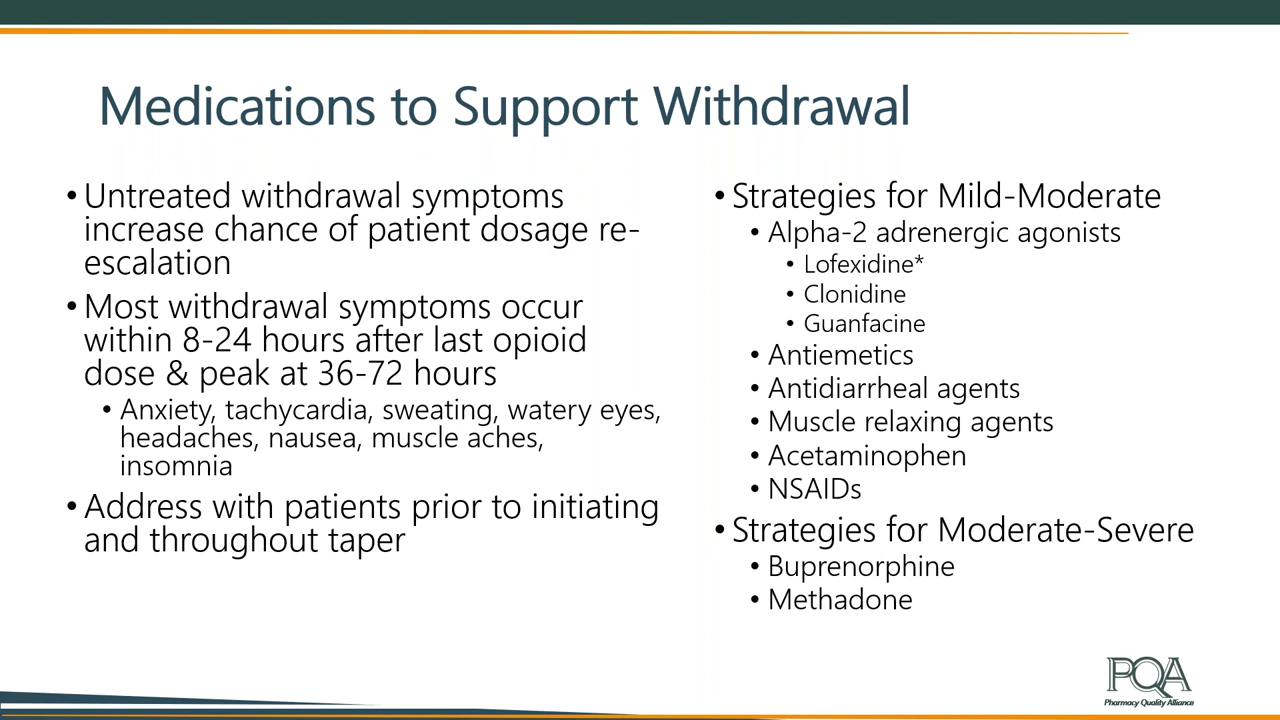 Medications to Support Withdrawal
• Untreated withdrawal symptoms
increase chance of patient dosage re-
escalation
• Most withdrawal symptoms occur
within 8-24 hours after last opioid
dose & peak at 36-72 hours
• Anxiety, tachycardia, sweating, watery eyes,
headaches, nausea, muscle aches,
insomnia
• Address with patients prior to initiating
and throughout taper
• Strategies for Mild-Moderate
• Alpha-2 adrenergic agonists
• Lofexidine*
• Clonidine
• Guanfacine
• Antiemetics
• Antidiarrheal agents
• Muscle relaxing agents
• Acetaminophen
• NSAIDs
• Strategies for Moderate-Severe
• Buprenorphine
• Methadone
PQA
Pharmacy Quality Alliance